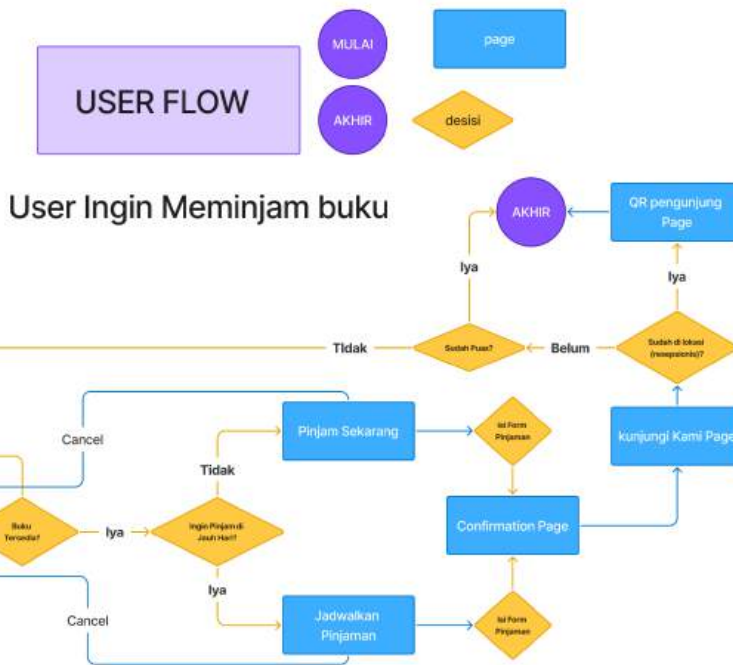 MULAI
page
USER FLOW
AKHIR
desisi
User Ingin Meminjam buku
AKHIR
QR pengunjung
Page
Iya
Iya
TIdak
Sudah Puas?
Belum
Sudah di lokasi
(resepsionis)?
Cancel
Pinjam Sekarang
Isi Form
Pinjaman
kunjungi Kami Page
Tidak
Buku
Tersedia?
Iya
Ingin Pinjam di
Jauh Hari?
Confirmation Page
Iya
Cancel
Jadwalkan
Pinjaman
Isi Form
Pinjaman